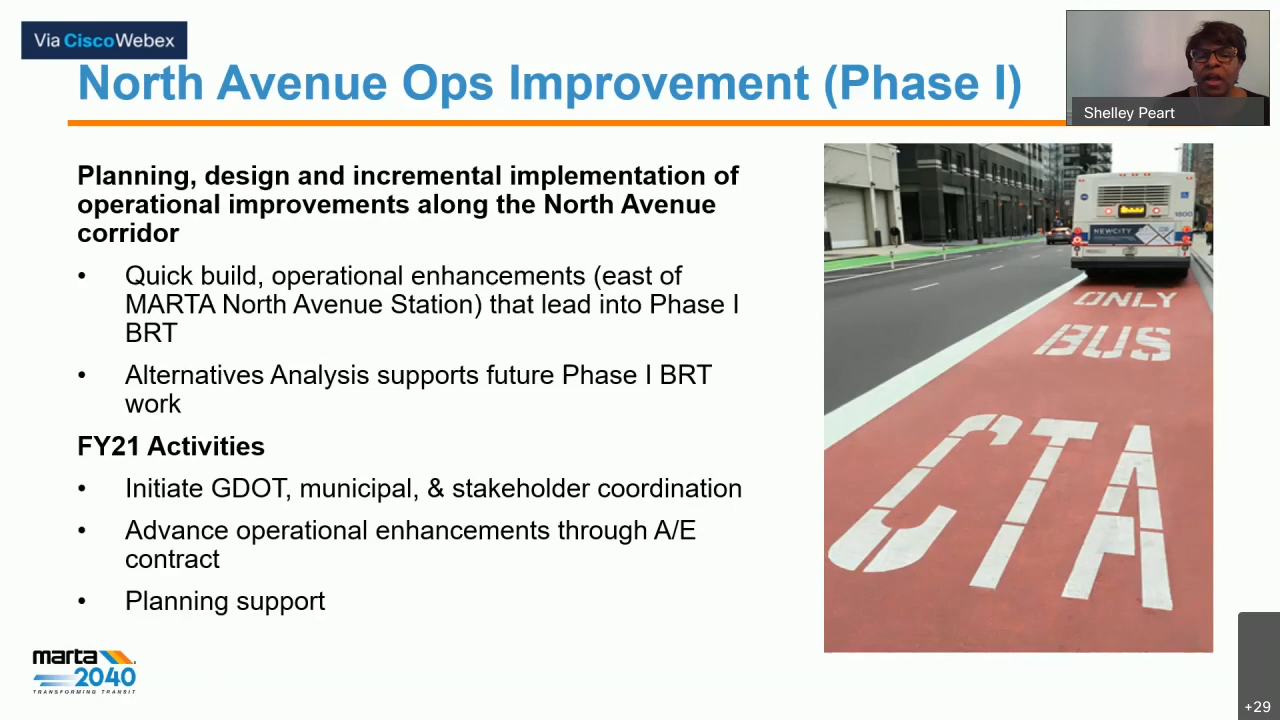 Via CiscoWebex
North Avenue Ops Improvement (Phase I)
Shelley Peart
Planning, design and incremental implementation of
operational improvements along the North Avenue
corridor
• Quick build, operational enhancements (east of
MARTA North Avenue Station) that lead into Phase I
BRT
• Alternatives Analysis supports future Phase I BRT
work
FY21 Activities
• Initiate GDOT, municipal, & stakeholder coordination
• Advance operational enhancements through A/E
contract
• Planning support
1800
NEWCITY
ONLY
BUS
CTA
marta
2040
TRANSFORMING TRANSIT
+29